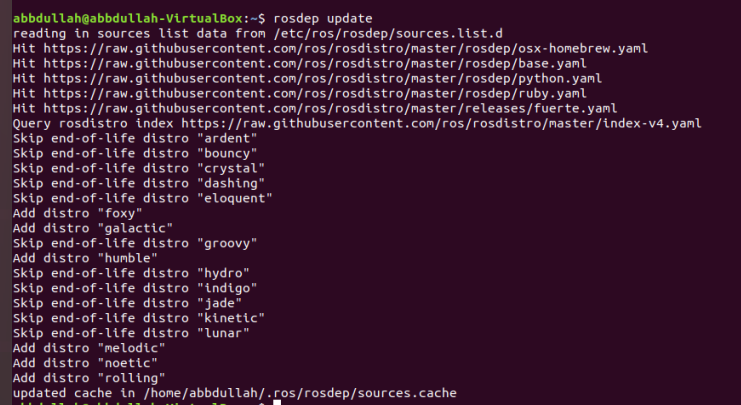 abbdullah@abbdullah-VirtualBox:~$ rosdep update
reading in sources list data from /etc/ros/rosdep/sources.list.d
Hit https://raw.githubusercontent.com/ros/rosdistro/master/rosdep/osx-homebrew.yaml
Hit https://raw.githubusercontent.com/ros/rosdistro/master/rosdep/base.yaml
Hit https://raw.githubusercontent.com/ros/rosdistro/master/rosdep/python.yaml
Hit https://raw.githubusercontent.com/ros/rosdistro/master/rosdep/ruby.yaml
Hit https://raw.githubusercontent.com/ros/rosdistro/master/releases/fuerte.yaml
Query rosdistro index https://raw.githubusercontent.com/ros/rosdistro/master/index-v4.yaml
Skip end-of-life distro "ardent"
Skip end-of-life distro "bouncy"
Skip end-of-life distro "crystal"
Skip end-of-life distro "dashing"
Skip end-of-life distro "eloquent"
Add distro "foxy"
Add distro "galactic"
Skip end-of-life distro "groovy"
Add distro "humble"
Skip end-of-life distro "hydro"
Skip end-of-life distro "indigo"
Skip end-of-life distro "jade"
Skip end-of-life distro "kinetic"
Skip end-of-life distro "lunar"
Add distro "melodic"
Add distro "noetic"
Add distro "rolling"
updated cache in /home/abbdullah/.ros/rosdep/sources.cache